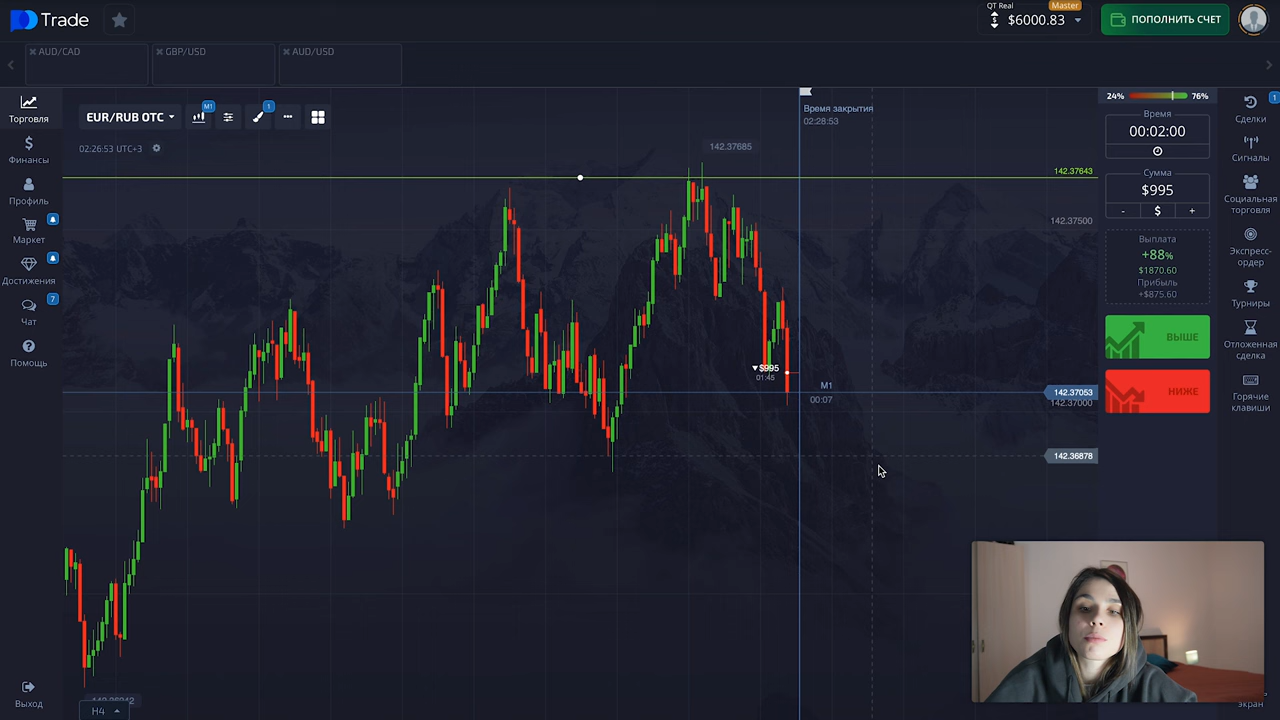 Trade
QT Real
Master
$6000.83
ПОПОЛНИТЬ СЧЕТ
AUD/CAD
GBP/USD
AUD/USD
Торговля
Финансы
Профиль
Маркет
Достижения
7
Чат
Помощь
Выход
EUR/RUB OTC
M1
1
02:26:53 UTC+3
142.37685
Время закрытия
02:28:53
142.37643
142.37500
▼$995
01:45
M1
00:07
142.37053
142.37000
142.36878
H4
24%
76%
Время
00:02:00
Сумма
$995
-
$
+
Выплата
+88%
$1870.60
Прибыль
+$875.60
ВЫШЕ
НИЖЕ
1
Сделки
Сигналы
Социальная
торговля
Экспресс-
ордер
Турниры
Отложенная
сделка
Горячие
клавиши
экран